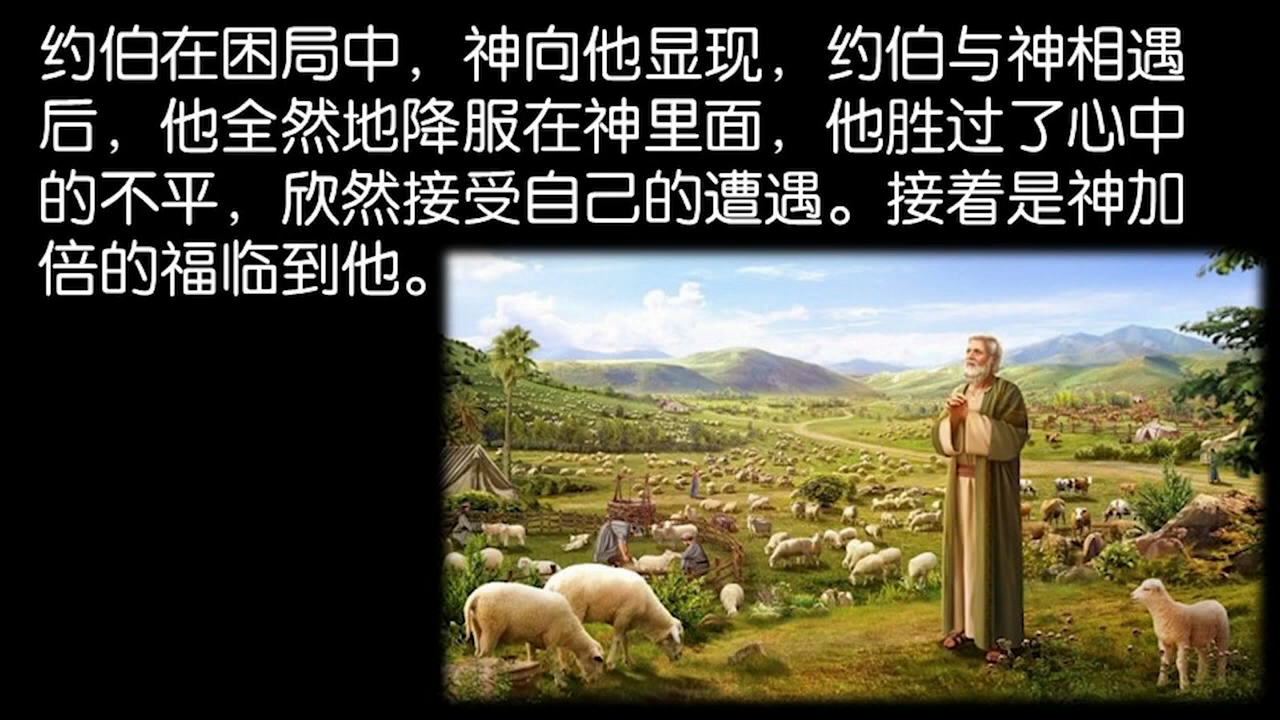 约伯在困局中，神向他显现，约伯与神相遇
后，他全然地降服在神里面，他胜过了心中
的不平，欣然接受自己的遭遇。接着是神加
倍的福临到他。